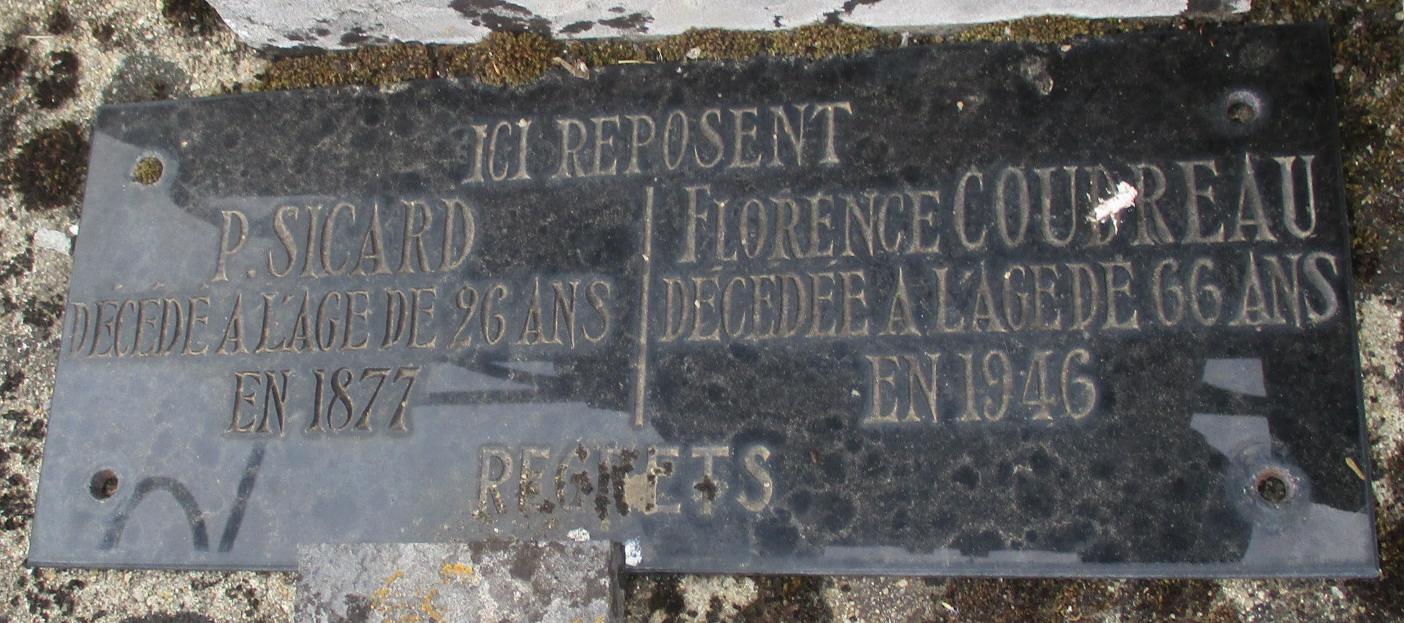 ICI REPOSENT
P. SICARD
DÉCÉDÉ A L'AGE DE 26 ANS
EN 1877
FLORENCE COUDREAU
DÉCÉDÉE A L'AGE DE 66 ANS
EN 1946
REGRETS